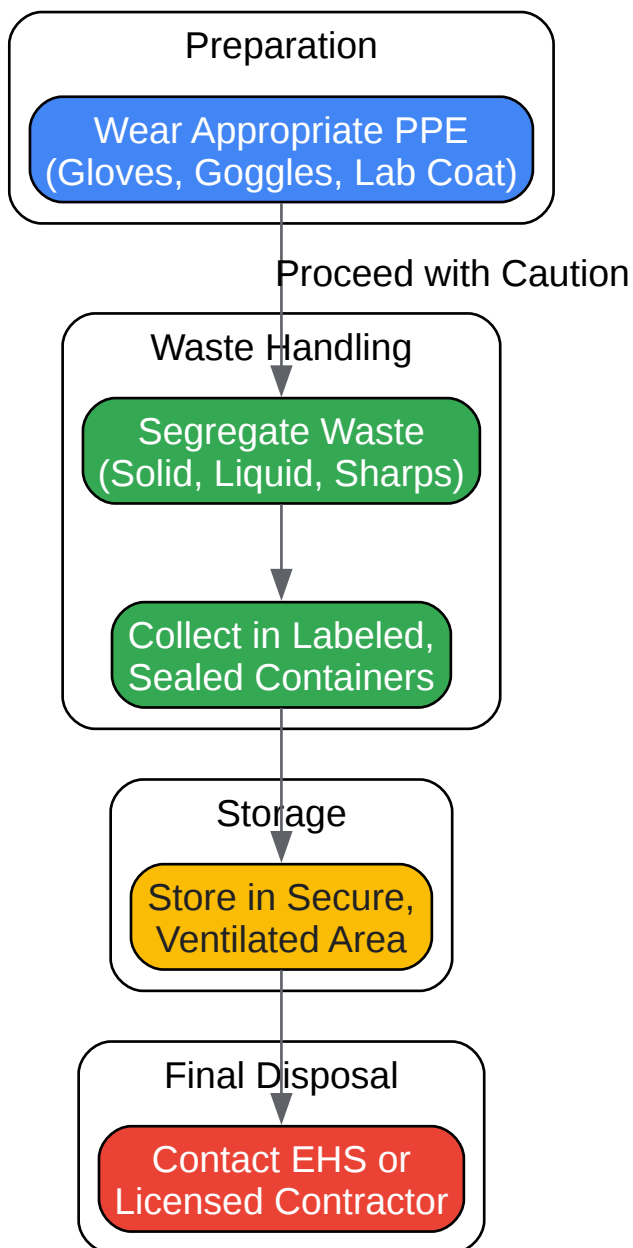 Preparation
Wear Appropriate PPE
(Gloves, Goggles, Lab Coat)
Proceed with Caution
Waste Handling
Segregate Waste
(Solid, Liquid, Sharps)
Collect in Labeled,
Sealed Containers
Storage
Store in Secure,
Ventilated Area
Final Disposal
Contact EHS or
Licensed Contractor